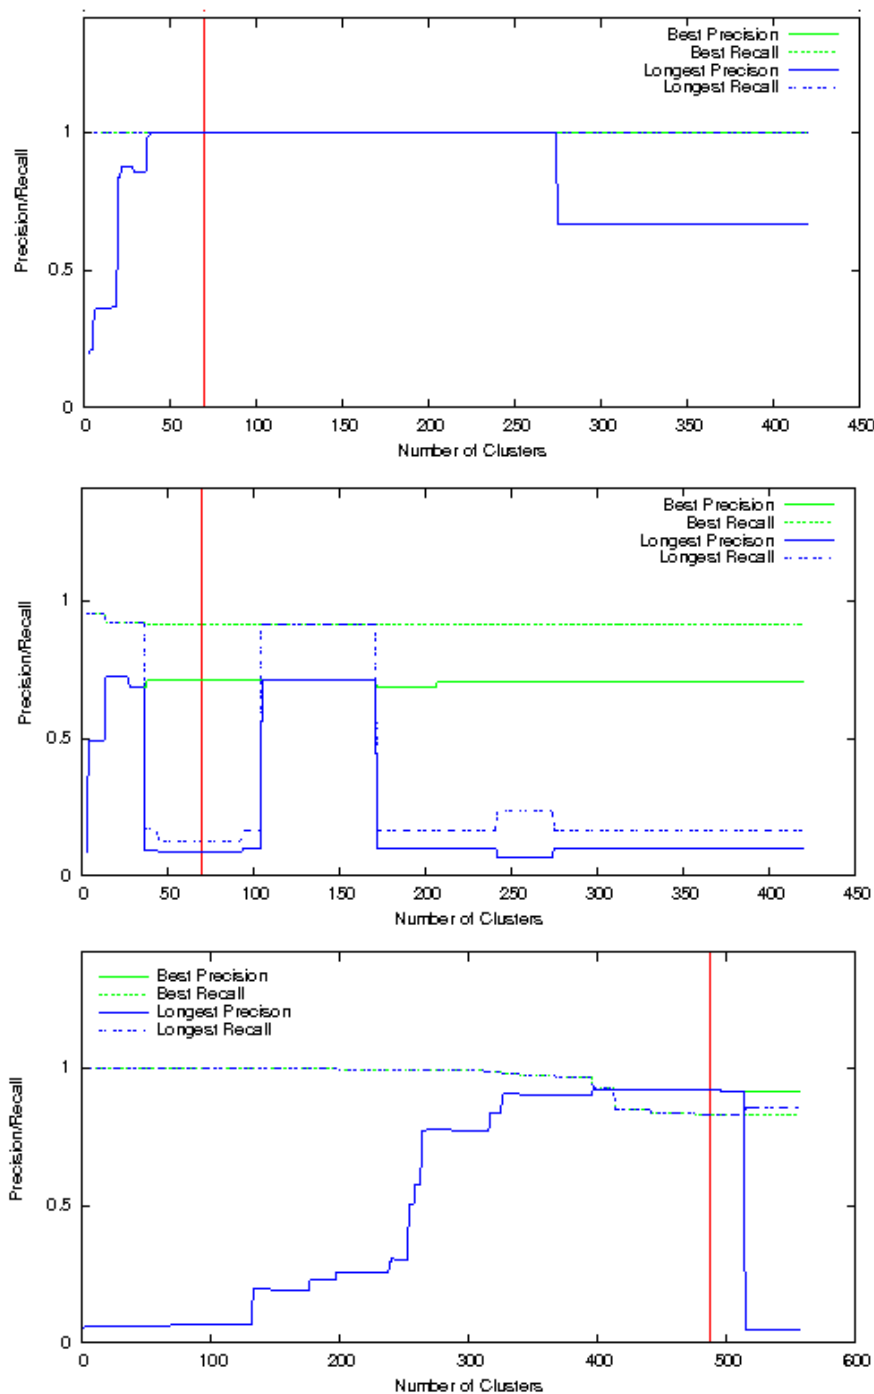 Best Precision
Best Recall
Longest Precison
Longest Recall
1
0.5
0
Precision/Recall
0 50 100 150 200 250 300 350 400 450
Number of Clusters
Best Precision
Best Recall
Longest Precison
Longest Recall
1
0.5
0
Precision/Recall
0 50 100 150 200 250 300 350 400 450
Number of Clusters
Best Precision
Best Recall
Longest Precison
Longest Recall
1
0.5
0
Precision/Recall
0 100 200 300 400 500 600
Number of Clusters